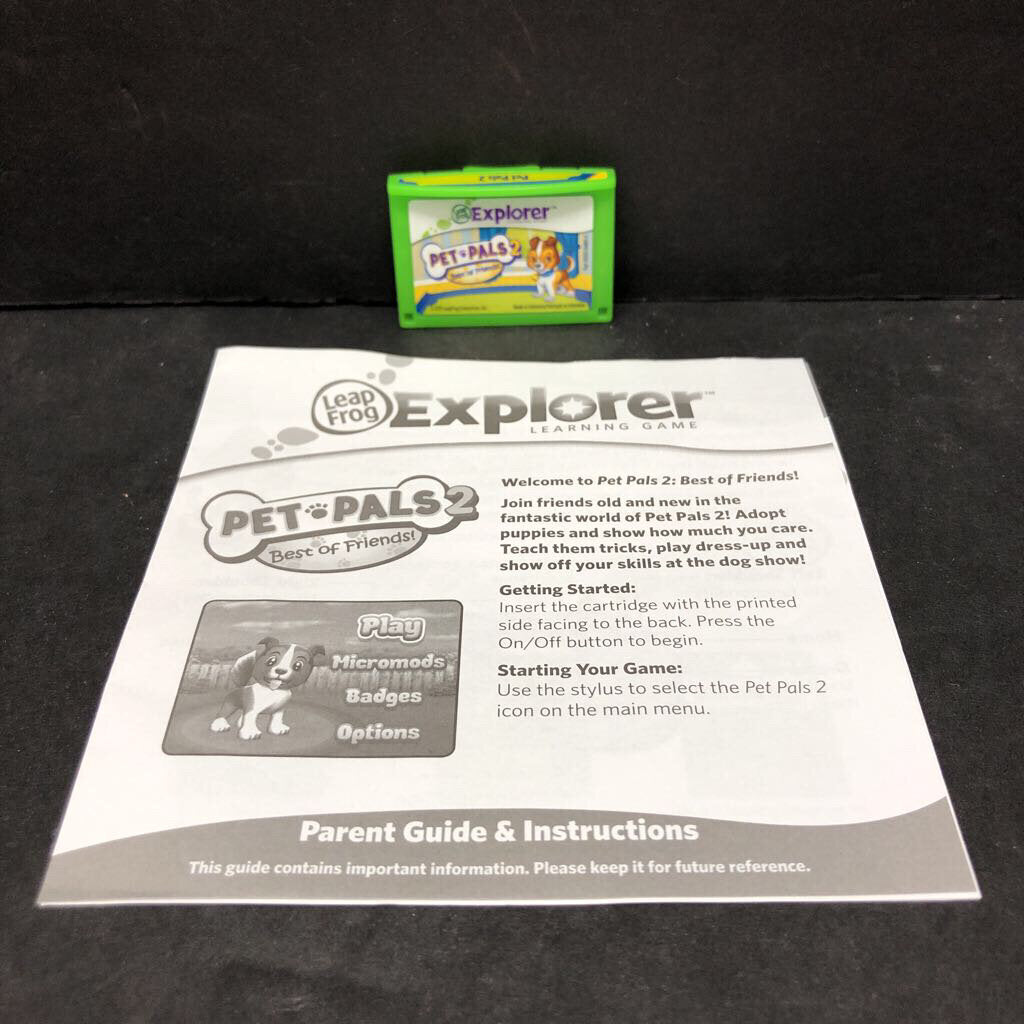 Pet Pals 2
Explorer
PET PALS 2
Best of Friends!
Leap
Frog
Explorer™
LEARNING GAME
PET PALS 2
Best of Friends!
Play
Micromods
Badges
Options
Welcome to Pet Pals 2: Best of Friends!
Join friends old and new in the
fantastic world of Pet Pals 2! Adopt
puppies and show how much you care.
Teach them tricks, play dress-up and
show off your skills at the dog show!
Getting Started:
Insert the cartridge with the printed
side facing to the back. Press the
On/Off button to begin.
Starting Your Game:
Use the stylus to select the Pet Pals 2
icon on the main menu.
Parent Guide & Instructions
This guide contains important information. Please keep it for future reference.